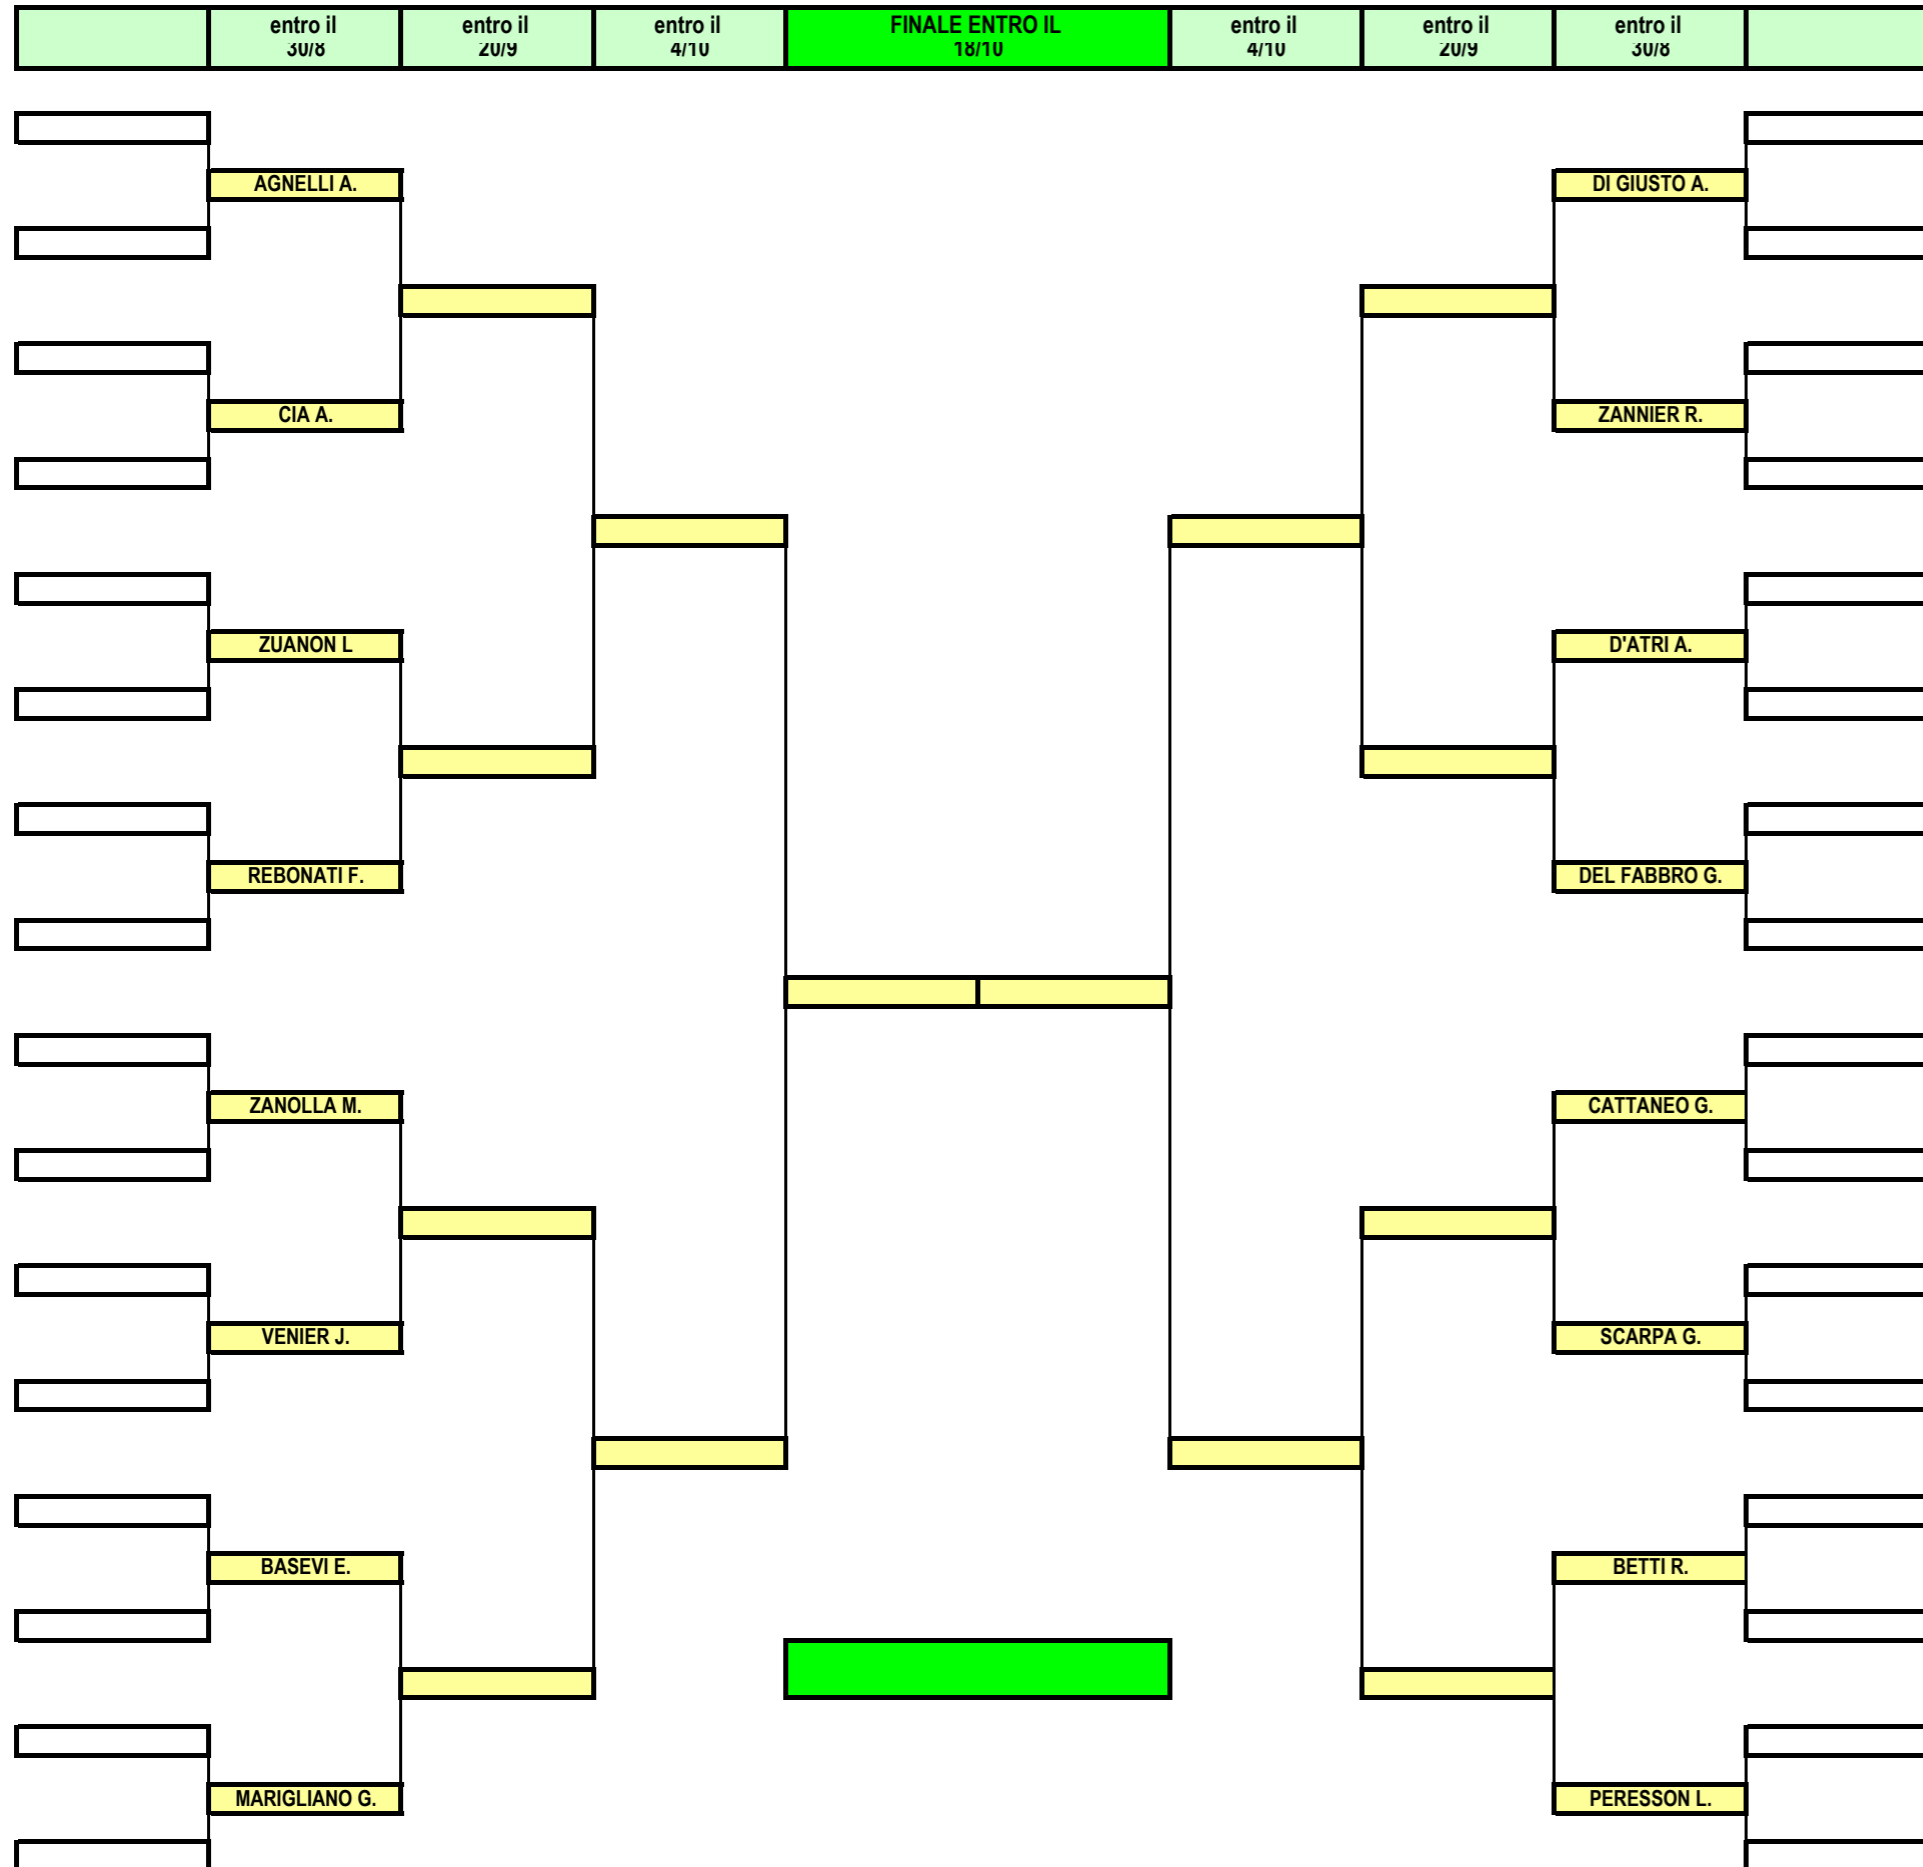 entro il
30/8
entro il
20/9
entro il
4/10
FINALE ENTRO IL
18/10
entro il
4/10
entro il
20/9
entro il
30/8
AGNELLI A.
DI GIUSTO A.
CIA A.
ZANNIER R.
ZUANON L
D'ATRI A.
REBONATI F.
DEL FABBRO G.
ZANOLLA M.
CATTANEO G.
VENIER J.
SCARPA G.
BASEVI E.
BETTI R.
MARIGLIANO G.
PERESSON L.